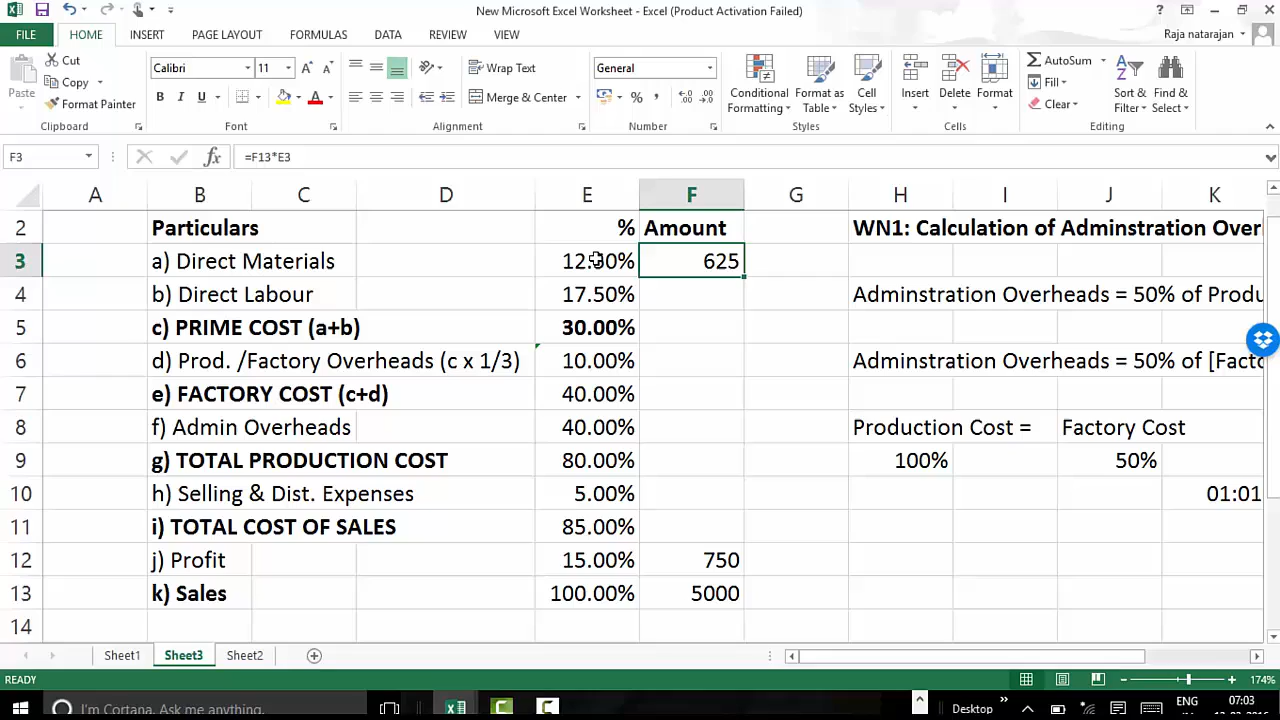 New Microsoft Excel Worksheet - Excel (Product Activation Failed)
FILE HOME INSERT PAGE LAYOUT FORMULAS DATA REVIEW VIEW Raja natarajan
Paste Cut Copy Format Painter
Calibri 11 B I U A A A
Wrap Text Merge & Center
General % ,
Conditional Formatting Format as Table Cell Styles
Insert Delete Format
AutoSum Fill Clear Sort & Filter Find & Select
Clipboard Font Alignment Number Styles Cells Editing
F3 fx =F13*E3
A B C D E F G H I J K
2 Particulars % Amount WN1: Calculation of Adminstration Over
3 a) Direct Materials 12.50% 625
4 b) Direct Labour 17.50% Adminstration Overheads = 50% of Produ
5 c) PRIME COST (a+b) 30.00%
6 d) Prod. /Factory Overheads (c x 1/3) 10.00% Adminstration Overheads = 50% of [Facto
7 e) FACTORY COST (c+d) 40.00%
8 f) Admin Overheads 40.00% Production Cost = Factory Cost
9 g) TOTAL PRODUCTION COST 80.00% 100% 50%
10 h) Selling & Dist. Expenses 5.00% 01:01
11 i) TOTAL COST OF SALES 85.00%
12 j) Profit 15.00% 750
13 k) Sales 100.00% 5000
14
Sheet1 Sheet3 Sheet2
READY 174%
I'm Cortana. Ask me anything. Desktop ENG 07:03